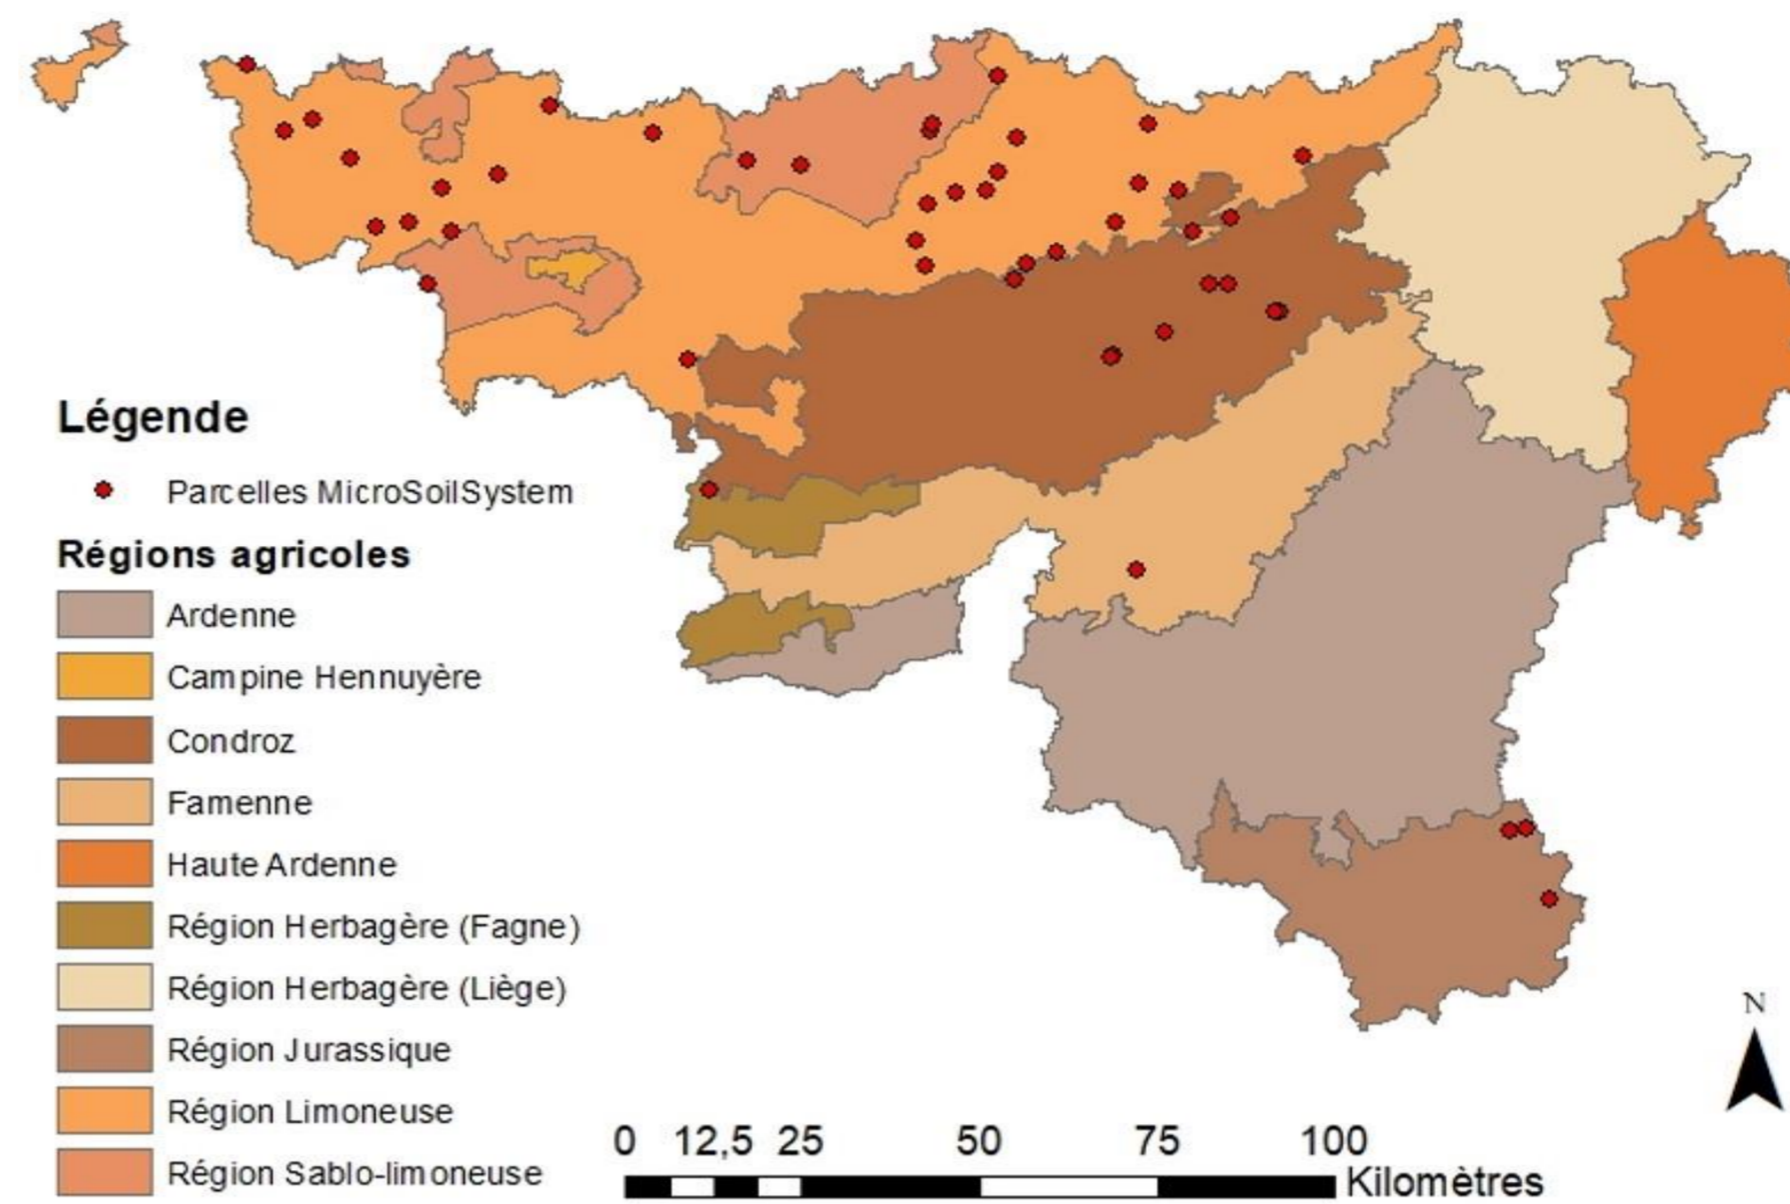 Légende
Parcelles MicroSoilSystem
Régions agricoles
Ardenne
Campine Hennuyère
Condroz
Famenne
Haute Ardenne
Région Herbagère (Fagne)
Région Herbagère (Liège)
Région Jurassique
Région Limoneuse
Région Sablo-limoneuse
N
0 12,5 25 50 75 100
Kilomètres